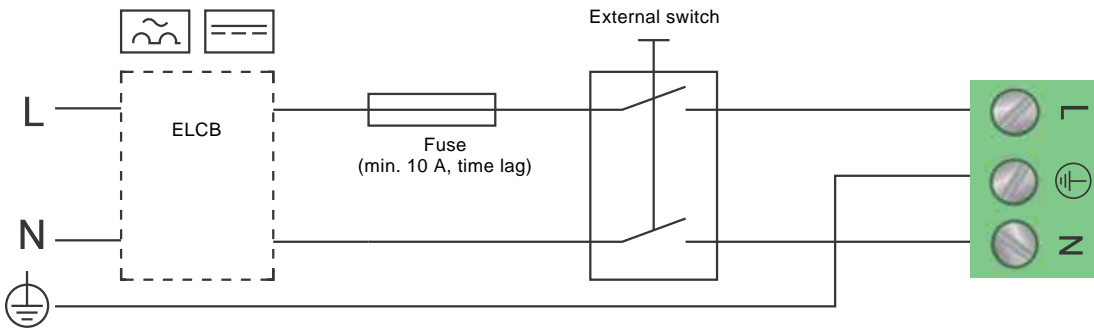 External switch
L
ELCB
Fuse
(min. 10 A, time lag)
L
N
N